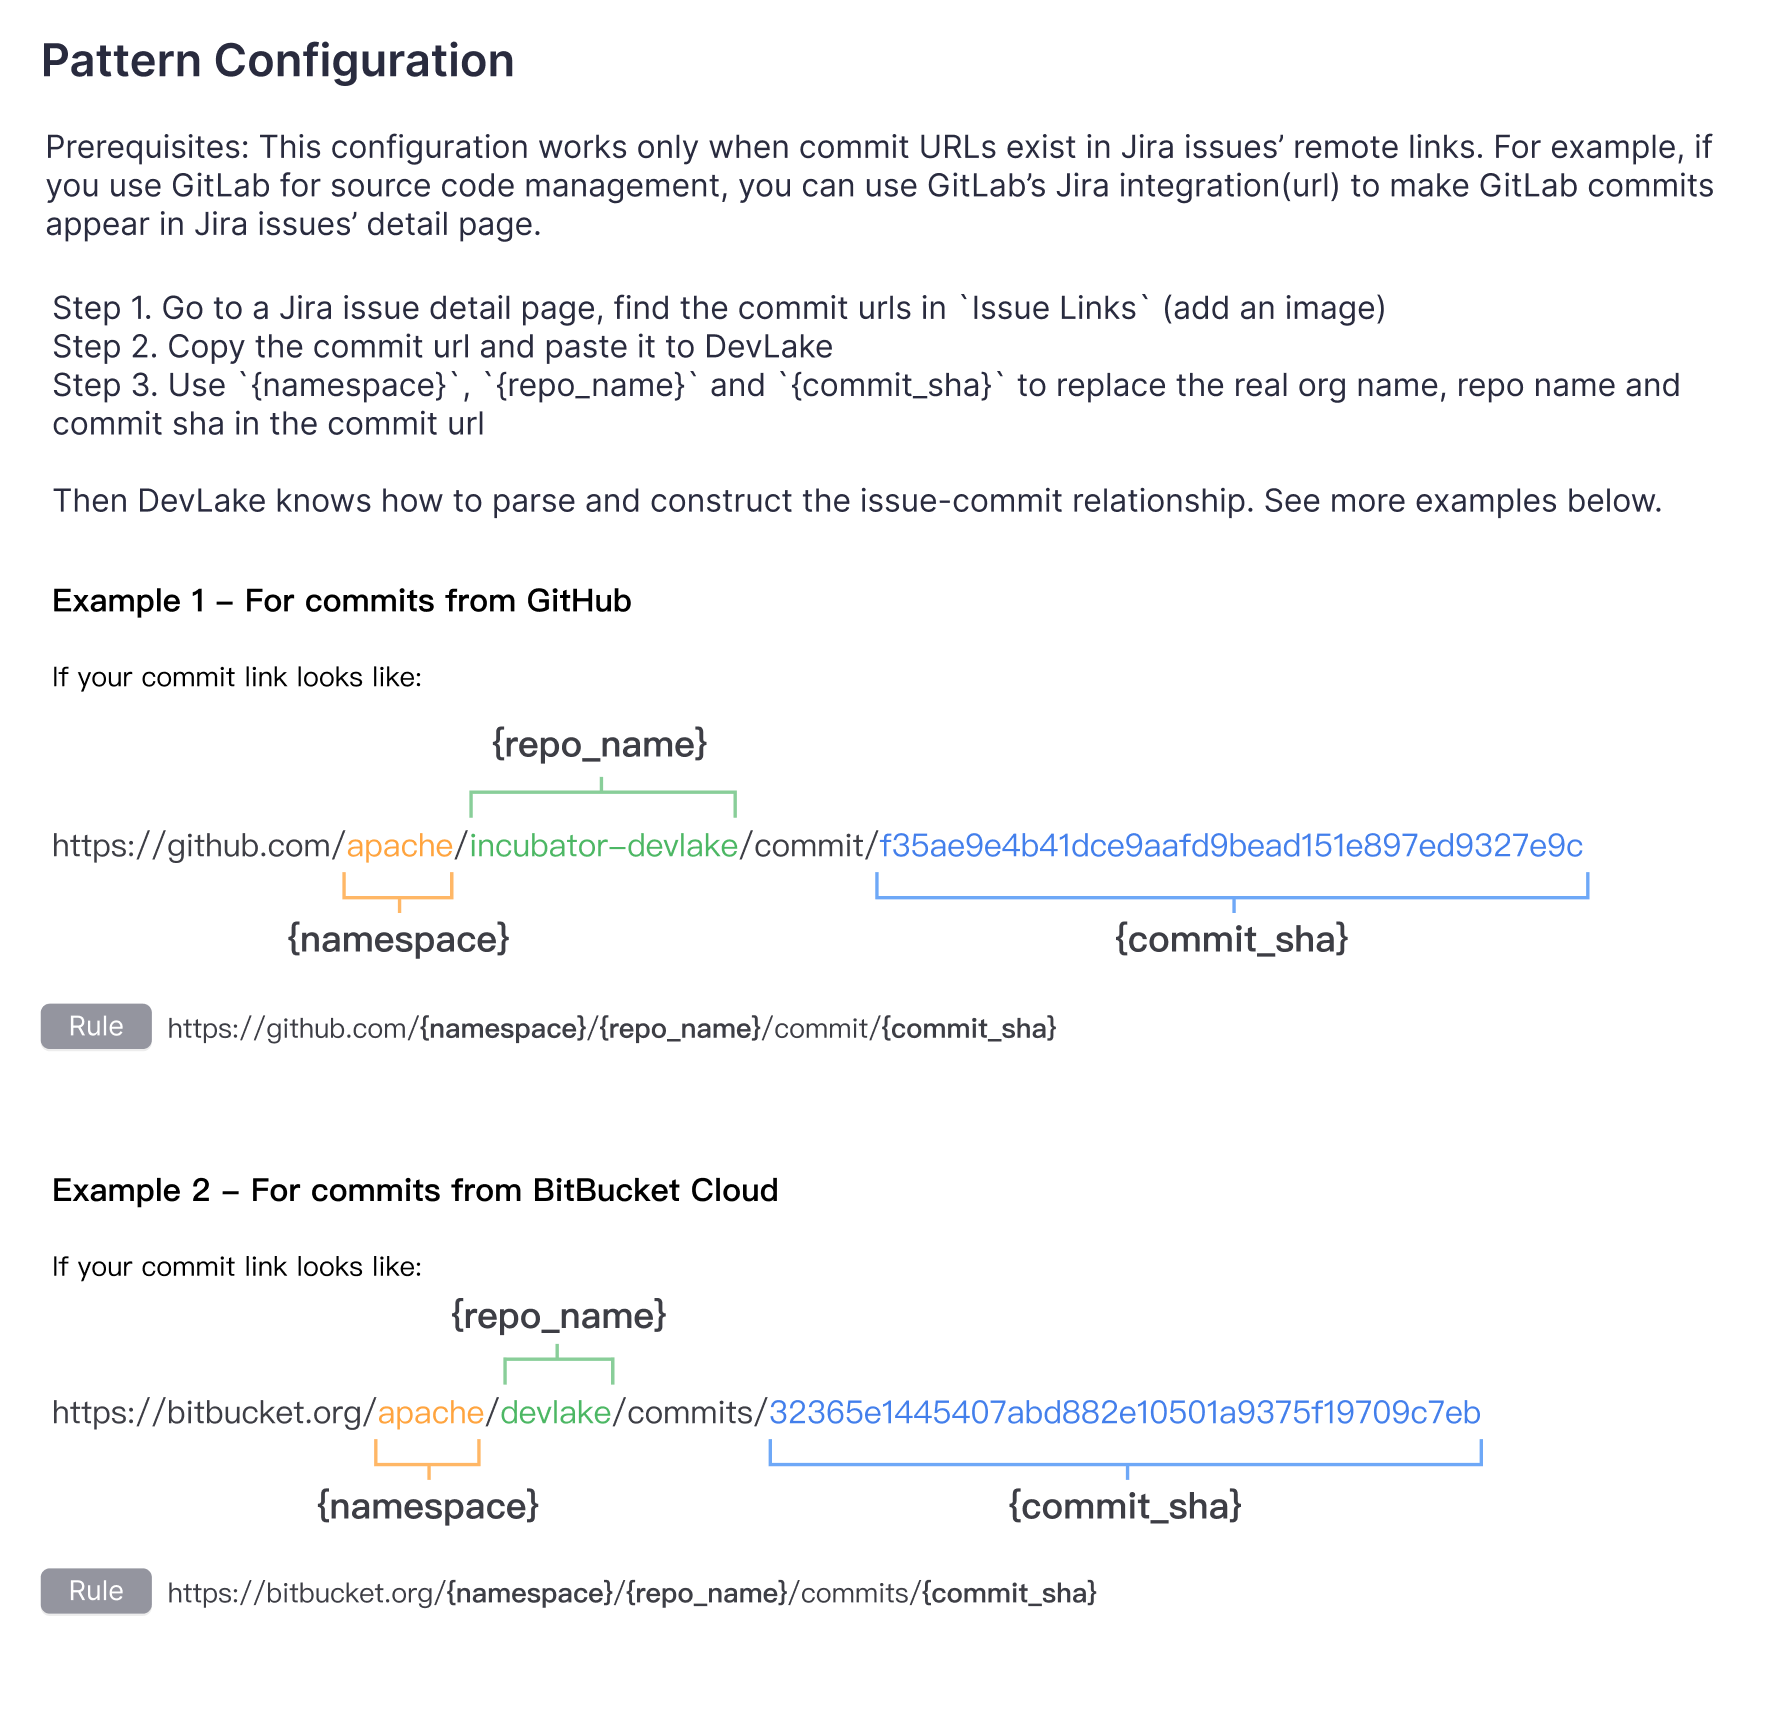 Pattern Configuration
Prerequisites: This configuration works only when commit URLs exist in Jira issues’ remote links. For example, if
you use GitLab for source code management, you can use GitLab’s Jira integration(url) to make GitLab commits
appear in Jira issues’ detail page.
Step 1. Go to a Jira issue detail page, find the commit urls in `Issue Links` (add an image)
Step 2. Copy the commit url and paste it to DevLake
Step 3. Use `{namespace}`, `{repo_name}` and `{commit_sha}` to replace the real org name, repo name and
commit sha in the commit url
Then DevLake knows how to parse and construct the issue-commit relationship. See more examples below.
Example 1 – For commits from GitHub
If your commit link looks like:
{repo_name}
https://github.com/apache/incubator-devlake/commit/f35ae9e4b41dce9aafd9bead151e897ed9327e9c
{namespace}
{commit_sha}
Rule https://github.com/{namespace}/{repo_name}/commit/{commit_sha}
Example 2 – For commits from BitBucket Cloud
If your commit link looks like:
{repo_name}
https://bitbucket.org/apache/devlake/commits/32365e1445407abd882e10501a9375f19709c7eb
{namespace}
{commit_sha}
Rule https://bitbucket.org/{namespace}/{repo_name}/commits/{commit_sha}